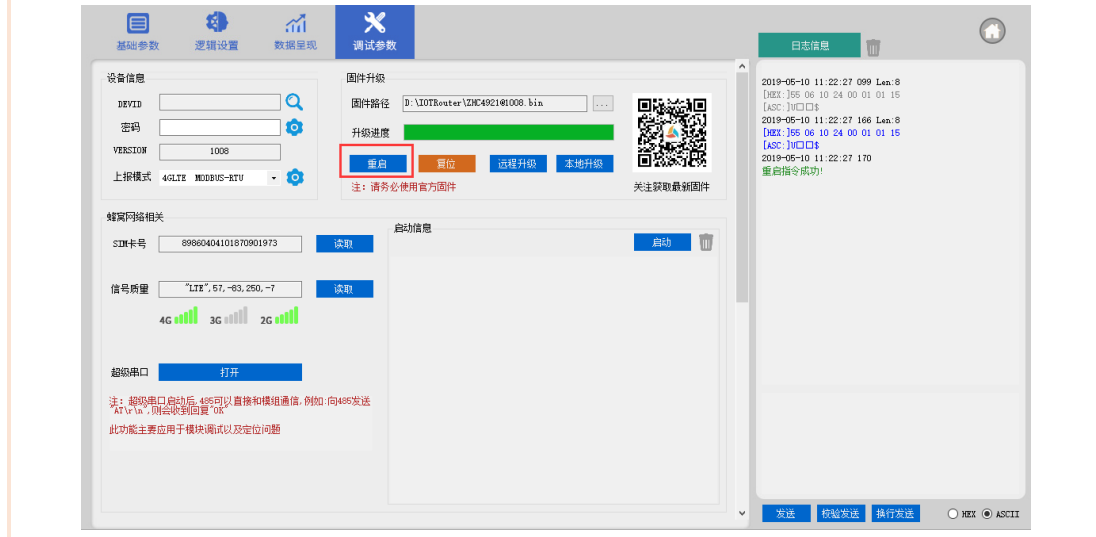 基础参数
逻辑设置
数据呈现
调试参数
日志信息
设备信息
DEVID
密码
VERSION
1008
上报模式
4GLTE MODBUS-RTU
固件升级
固件路径
D:\IOTRouter\ZHC4921@1008.bin
...
升级进度
重启
复位
远程升级
本地升级
注：请务必使用官方固件
关注获取最新固件
蜂窝网络相关
SIM卡号
89860404101870901973
读取
信号质量
"LTE",57,-83,250,-7
读取
4G
3G
2G
超级串口
打开
注：超级串口启动后,485可以直接和模组通信,例如:向485发送
"AT\r\n",则会收到回复"OK"
此功能主要应用于模块调试以及定位问题
启动信息
启动
2019-05-10 11:22:27 099 Len:8
[HEX:]55 06 10 24 00 01 01 15
[ASC:]U□□$
2019-05-10 11:22:27 166 Len:8
[HEX:]55 06 10 24 00 01 01 15
[ASC:]U□□$
2019-05-10 11:22:27 170
重启指令成功!
发送
校验发送
换行发送
HEX
ASCII